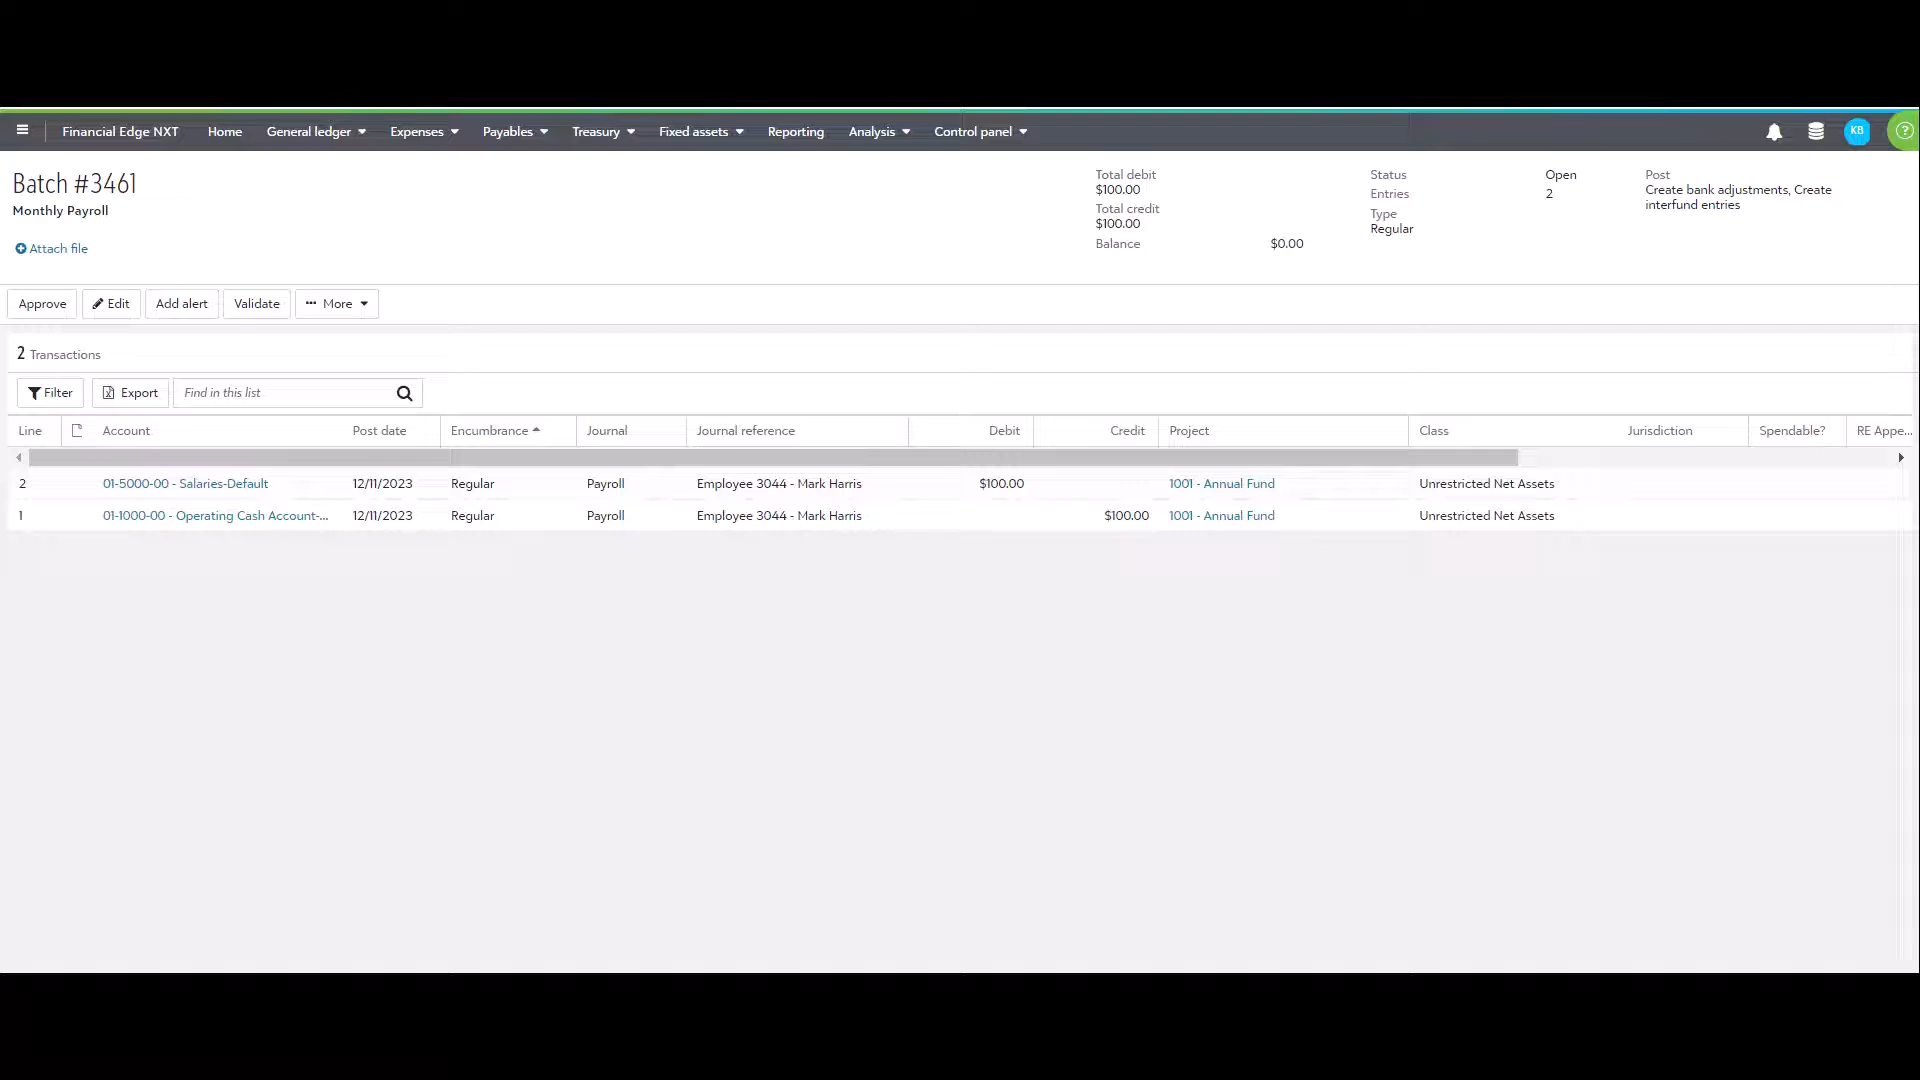 Financial Edge NXT Home General ledger Expenses Payables Treasury Fixed assets Reporting Analysis Control panel KB ?
Batch #3461
Monthly Payroll
Attach file
Total debit
$100.00
Total credit
$100.00
Balance $0.00
Status Open
Entries 2
Type
Regular
Post
Create bank adjustments, Create
interfund entries
Approve Edit Add alert Validate ··· More
2 Transactions
Filter Export Find in this list
Line Account Post date Encumbrance Journal Journal reference Debit Credit Project Class Jurisdiction Spendable? RE Appe...
2 01-5000-00 - Salaries-Default 12/11/2023 Regular Payroll Employee 3044 - Mark Harris $100.00 1001 - Annual Fund Unrestricted Net Assets
1 01-1000-00 - Operating Cash Account-... 12/11/2023 Regular Payroll Employee 3044 - Mark Harris $100.00 1001 - Annual Fund Unrestricted Net Assets